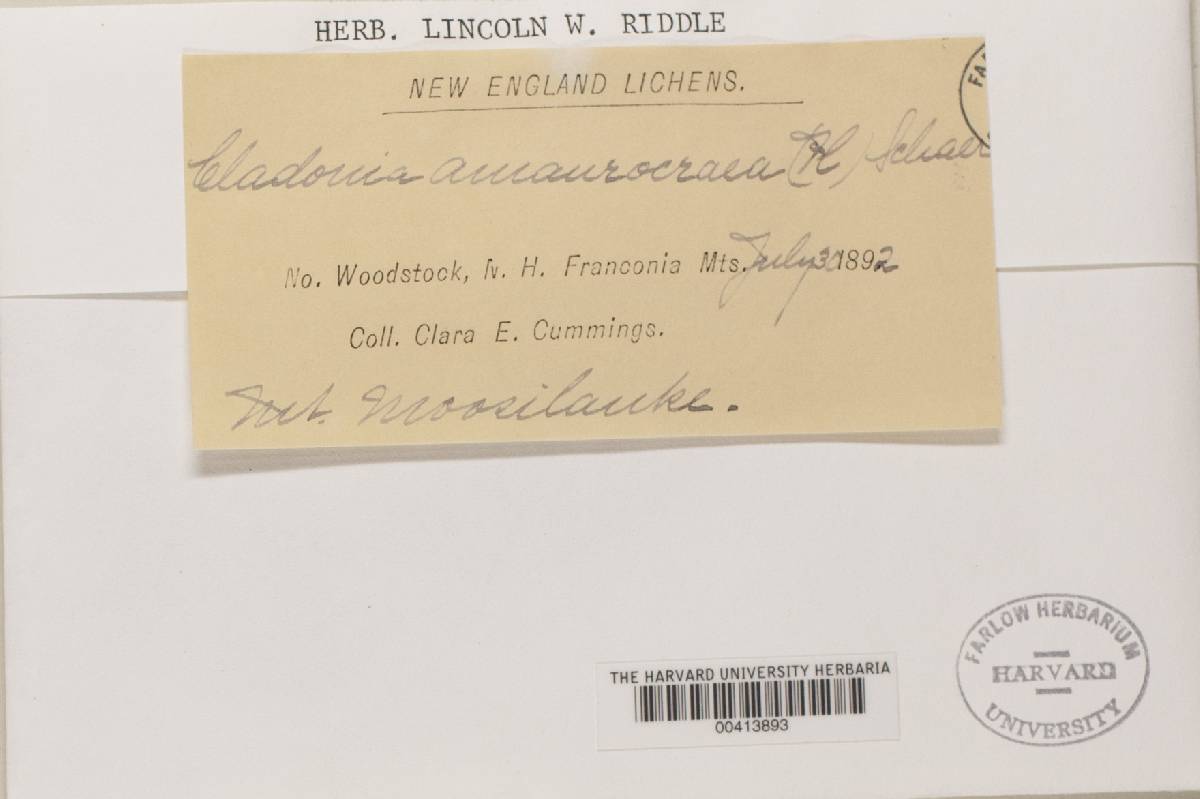 HERB. LINCOLN W. RIDDLE
NEW ENGLAND LICHENS.
FA
Cladonia amaurocraea (Fl) Schaer
No. Woodstock, N. H. Franconia Mts. July 30 1892
Coll. Clara E. Cummings.
Mt. Moosilauke.
THE HARVARD UNIVERSITY HERBARIA
00413893
FARLOW HERBARIUM
HARVARD
UNIVERSITY